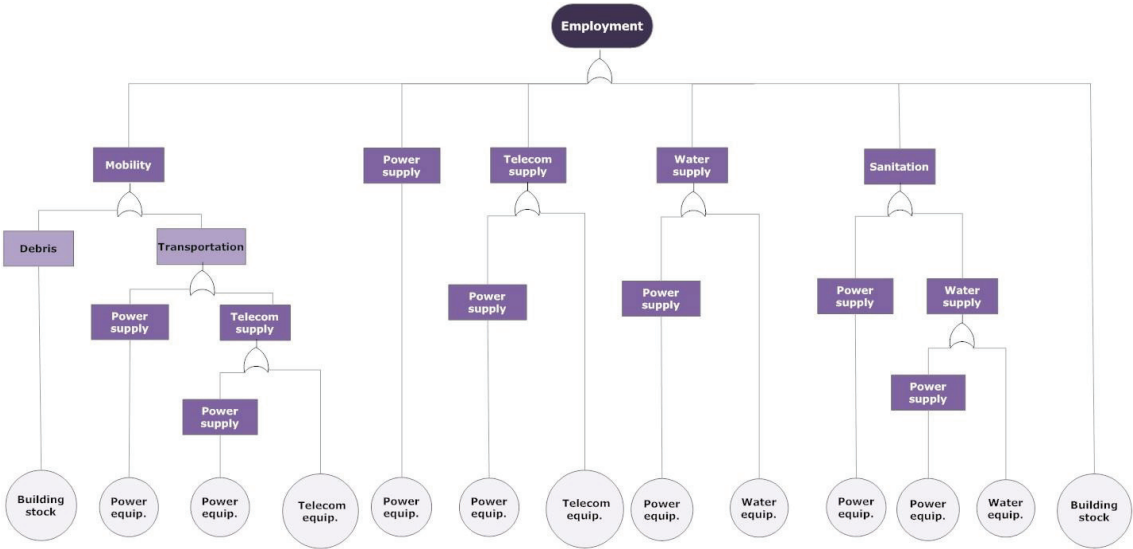 Employment
Mobility
Power
supply
Telecom
supply
Water
supply
Sanitation
Debris
Transportation
Power
supply
Telecom
supply
Power
supply
Power
supply
Power
supply
Power
supply
Water
supply
Power
supply
Building
stock
Power
equip.
Power
equip.
Telecom
equip.
Power
equip.
Power
equip.
Telecom
equip.
Power
equip.
Water
equip.
Power
equip.
Power
equip.
Water
equip.
Building
stock